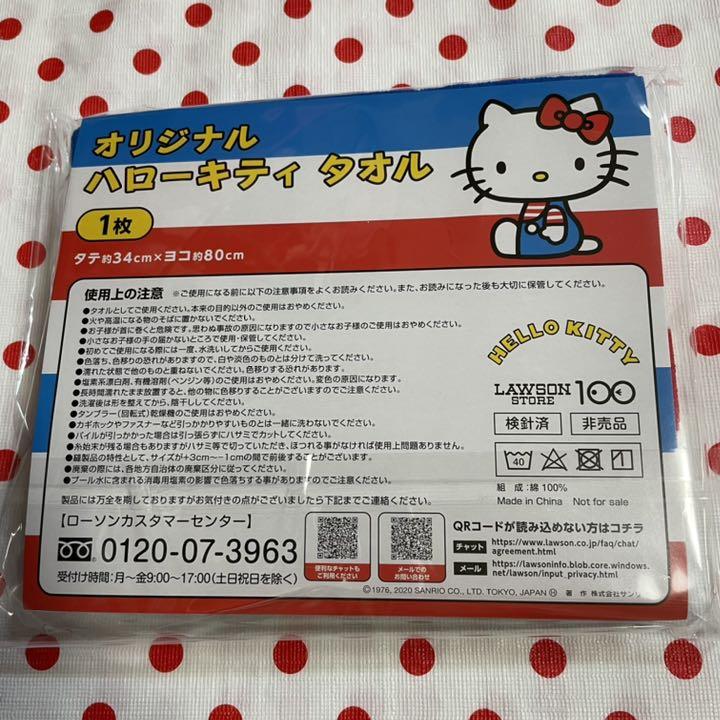 オリジナル
ハローキティ タオル
1枚
タテ約34cm×ヨコ約80cm
使用上の注意 ※ご使用になる前に以下の注意事項をよくお読みください。また、お読みになった後も大切に保管してください。
●タオルとしてご使用ください。本来の目的以外のご使用はおやめください。
●火や高温になる物のそばに置かないでください。
●お子様が首に巻くと危険です。思わぬ事故の原因になりますので小さなお子様のご使用はおやめください。
●小さなお子様の手の届かないところで使用・保管してください。
●初めてご使用になる際には一度、水洗いしてからご使用ください。
●色落ち、色移りの恐れがありますので、白や淡色のものとは分けて洗ってください。
●濡れた状態で他のものと重ねないでください。色移りする恐れがあります。
●塩素系漂白剤、有機溶剤(ベンジン等)のご使用はおやめください。変色の原因になります。
●長時間濡れたまま放置すると、他の物に色移りすることがございますのでご注意ください。
●洗濯後は形を整えてから、陰干ししてください。
●タンブラー(回転式)乾燥機のご使用はおやめください。
●カギホックやファスナーなど引っかかりやすいものとは一緒に洗わないでください。
●パイルが引っかかった場合は引っ張らずにハサミでカットしてください。
●糸始末が残る場合もありますがハサミ等で切っていただき、ほつれる事がなければ使用上問題ありません。
●縫製品の特性として、サイズが+3cm~-1cmの間で前後することがございます。
●廃棄の際には、各地方自治体の廃棄区分に従ってください。
●プール水に含まれる消毒用塩素の影響で色落ちする事がありますのでご注意ください。
製品には万全を期しておりますがお気付きの点がございましたら下記までご連絡ください。
【ローソンカスタマーセンター】
0120-07-3963
受付け時間:月~金9:00~17:00(土日祝日を除く)
便利なチャットも
ご利用ください
メールでの
お問い合わせ
HELLO KITTY
LAWSON
STORE 100
検針済
非売品
40
組成:綿100%
Made in China Not for sale
QRコードが読み込めない方はコチラ
チャット
https://www.lawson.co.jp/faq/chat/
agreement.html
メール
https://lawsoninfo.blob.core.windows.
net/lawson/input_privacy.html
©1976, 2020 SANRIO CO., LTD. TOKYO, JAPAN Ⓗ 著作 株式会社サンリ